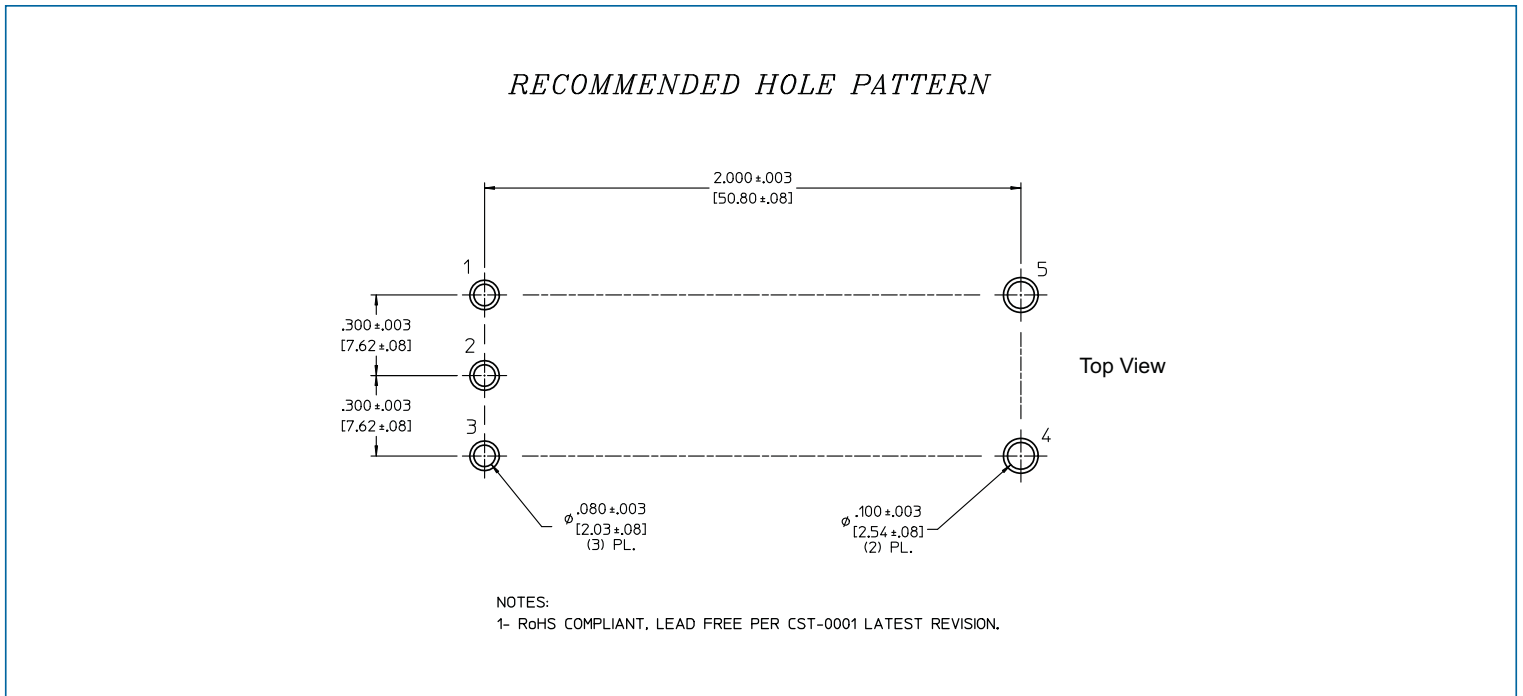 RECOMMENDED HOLE PATTERN
2.000±.003
[50.80±.08]
1
5
.300±.003
[7.62±.08]
2
Top View
.300±.003
[7.62±.08]
3
4
ø .080±.003
[2.03±.08]
(3) PL.
ø .100±.003
[2.54±.08]
(2) PL.
NOTES:
1- RoHS COMPLIANT, LEAD FREE PER CST-0001 LATEST REVISION.